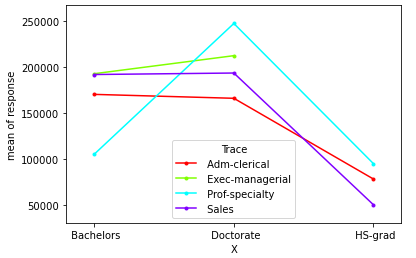 250000
200000
150000
100000
50000
mean of response
Trace
Adm-clerical
Exec-managerial
Prof-specialty
Sales
Bachelors
Doctorate
HS-grad
X